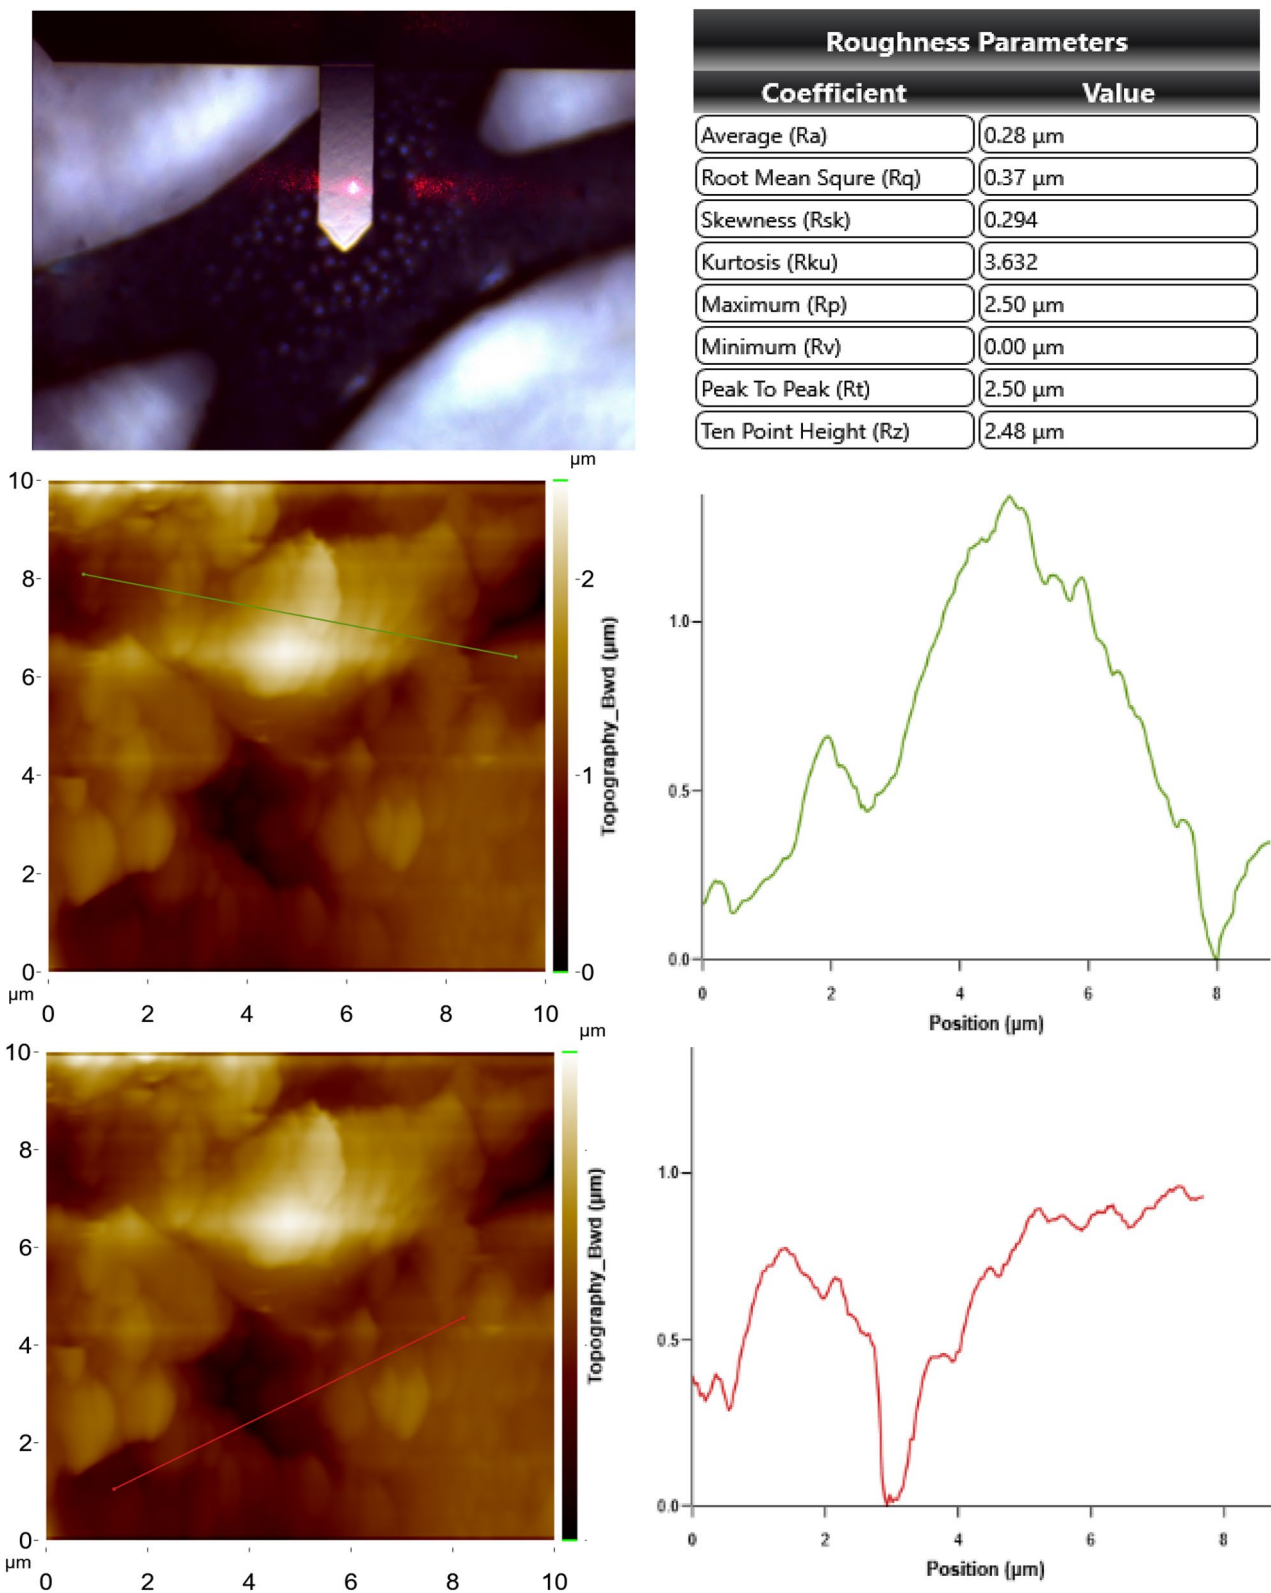 Roughness Parameters
Coefficient Value
Average (Ra) 0.28 µm
Root Mean Squre (Rq) 0.37 µm
Skewness (Rsk) 0.294
Kurtosis (Rku) 3.632
Maximum (Rp) 2.50 µm
Minimum (Rv) 0.00 µm
Peak To Peak (Rt) 2.50 µm
Ten Point Height (Rz) 2.48 µm
µm
10
8
6
4
2
0
µm
0 2 4 6 8 10
2
1
0
Topography_Bwd (µm)
1.0
0.5
0.0
0 2 4 6 8
Position (µm)
µm
10
8
6
4
2
0
µm
0 2 4 6 8 10
Topography_Bwd (µm)
1.0
0.5
0.0
0 2 4 6 8
Position (µm)